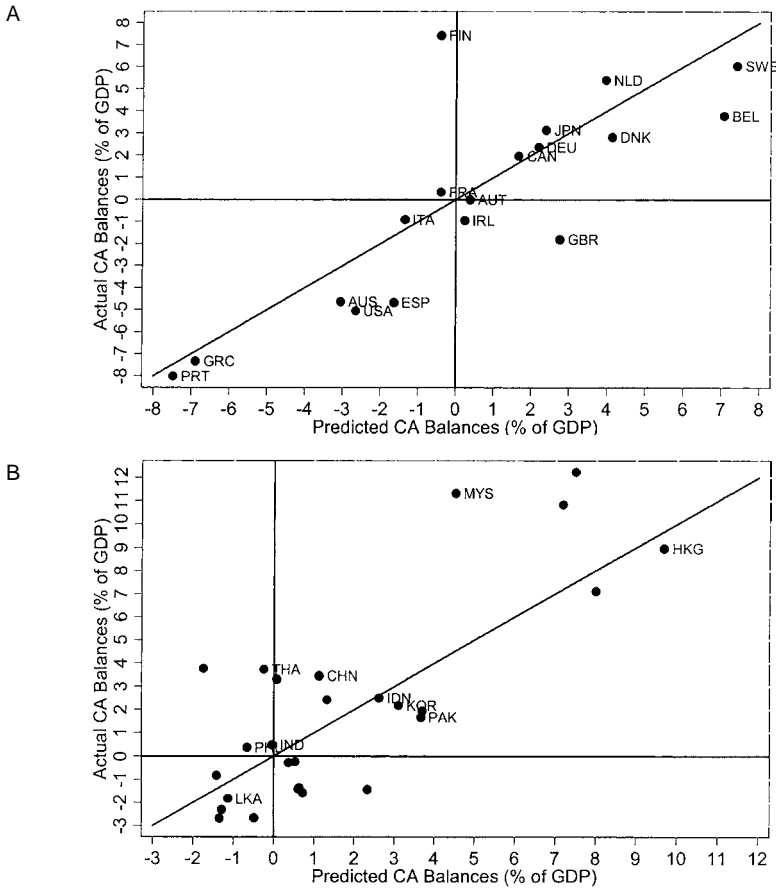 A
Actual CA Balances (% of GDP)
8
7
6
5
4
3
2
1
0
-1
-2
-3
-4
-5
-6
-7
-8
FIN
SWE
NLD
BEL
JPN
DNK
DEU
CAN
FRA
AUT
ITA
IRL
GBR
AUS
ESP
USA
GRC
PRT
-8 -7 -6 -5 -4 -3 -2 -1 0 1 2 3 4 5 6 7 8
Predicted CA Balances (% of GDP)
B
Actual CA Balances (% of GDP)
12
11
10
9
8
7
6
5
4
3
2
1
0
-1
-2
-3
MYS
HKG
THA
CHN
IDN
KOR
PAK
IND
LKA
-3 -2 -1 0 1 2 3 4 5 6 7 8 9 10 11 12
Predicted CA Balances (% of GDP)